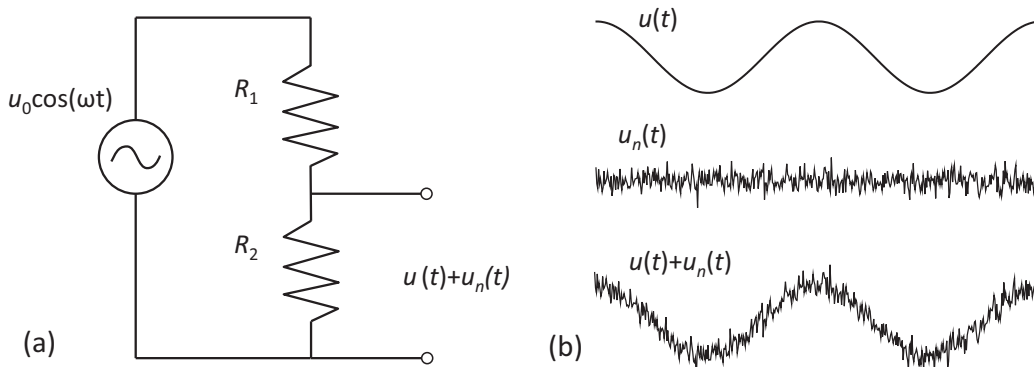 u0cos(ωt)
R1
R2
u (t)+un(t)
(a)
u(t)
un(t)
u(t)+un(t)
(b)